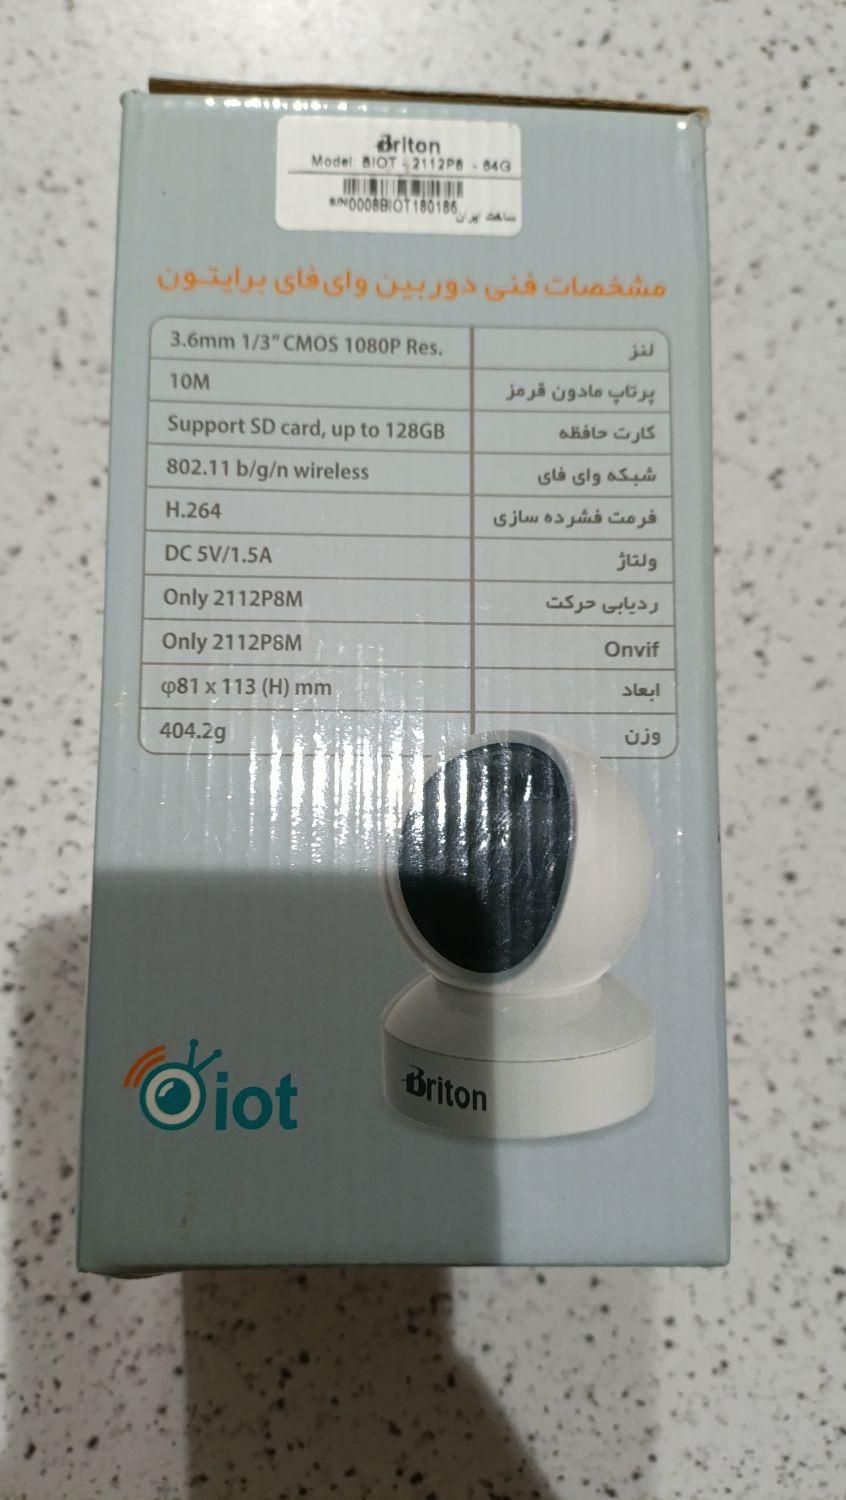 Briton
Model: BIOT - 2112P8 - 64G
S/N0008BIOT180186
ساخت ایران
مشخصات فنی دوربین وای‌فای برایتون
لنز 3.6mm 1/3" CMOS 1080P Res.
پرتاپ مادون قرمز 10M
کارت حافظه Support SD card, up to 128GB
شبکه وای فای 802.11 b/g/n wireless
فرمت فشرده سازی H.264
ولتاژ DC 5V/1.5A
ردیابی حرکت Only 2112P8M
Onvif Only 2112P8M
ابعاد φ81 x 113 (H) mm
وزن 404.2g
Briton
iot